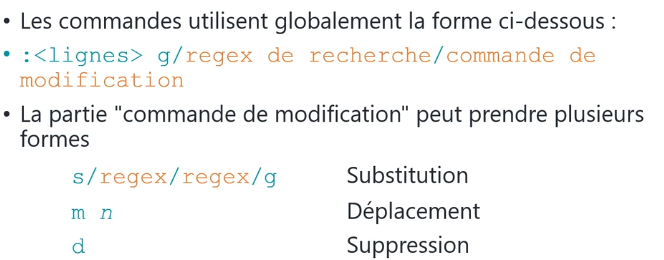 • Les commandes utilisent globalement la forme ci-dessous :
• :<lignes> g/regex de recherche/commande de
modification
• La partie "commande de modification" peut prendre plusieurs
formes
s/regex/regex/g Substitution
m n Déplacement
d Suppression